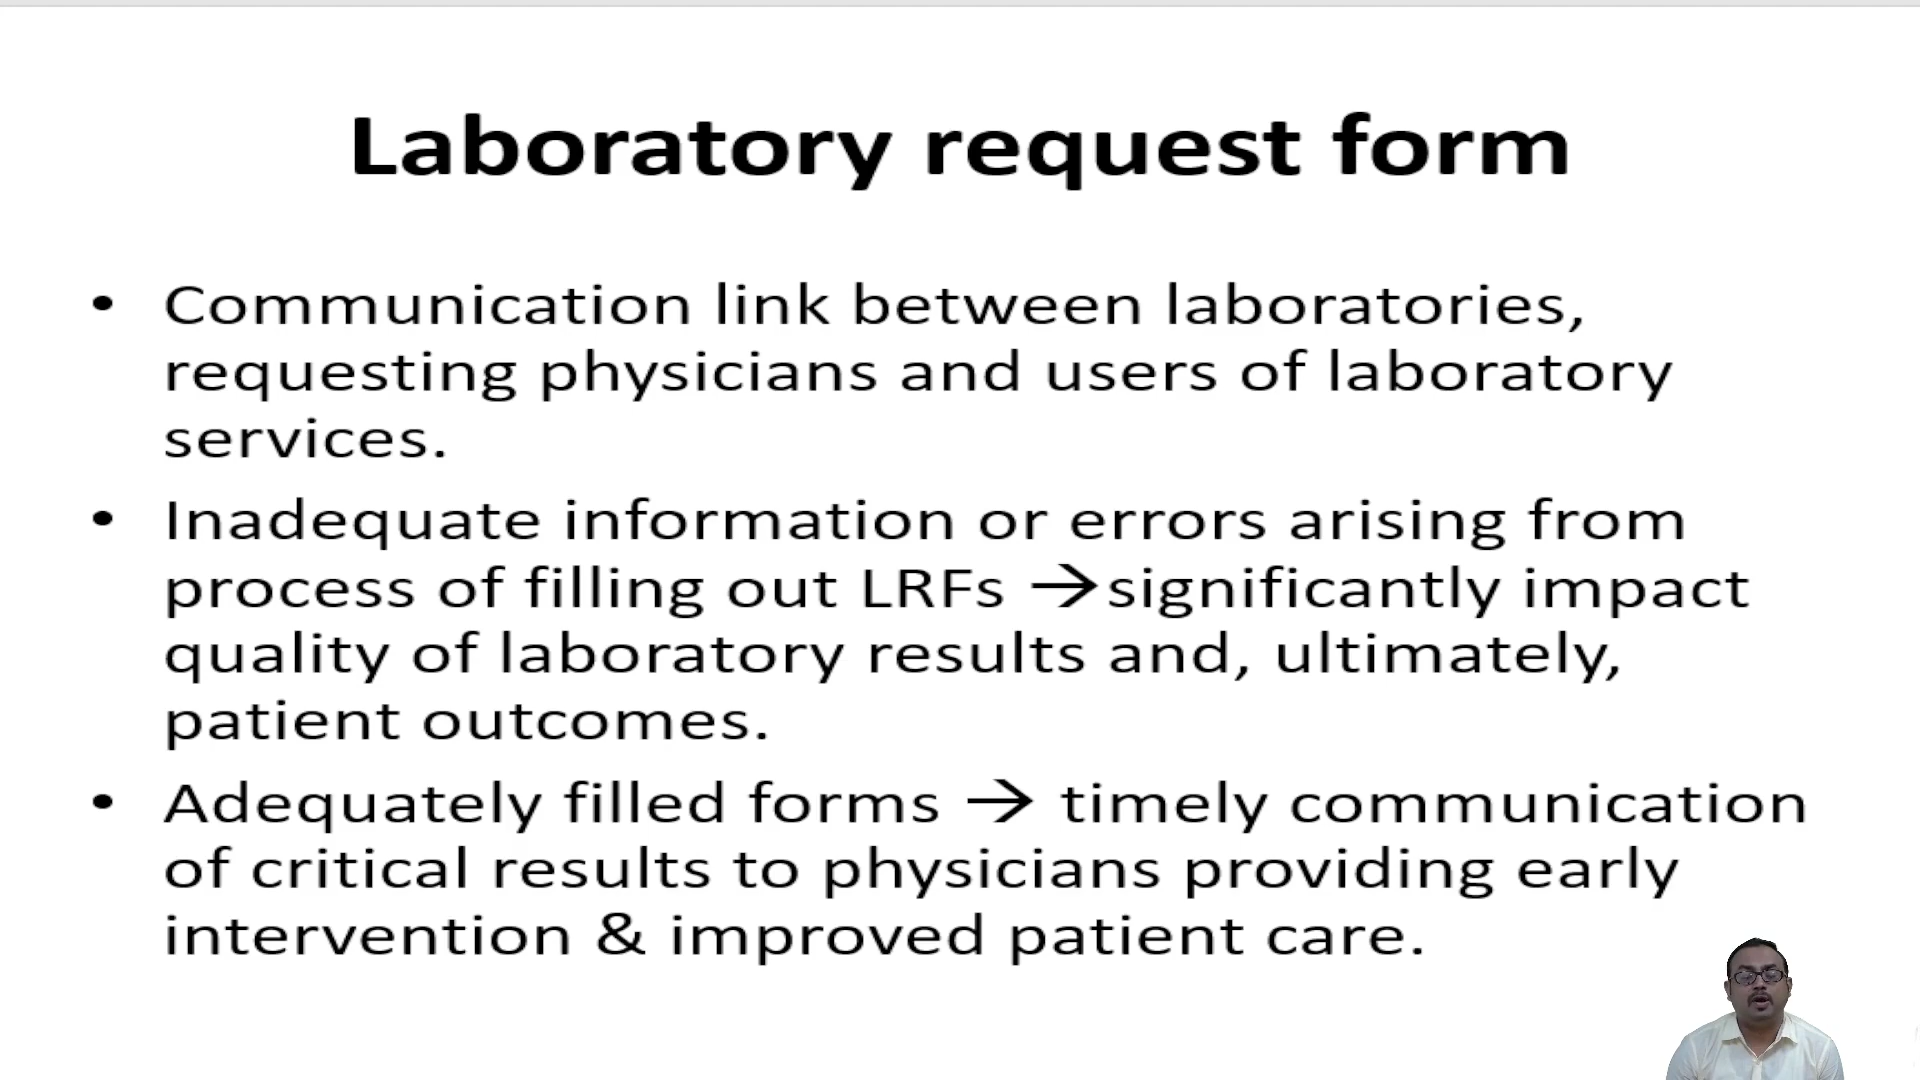 Laboratory request form
• Communication link between laboratories,
requesting physicians and users of laboratory
services.
• Inadequate information or errors arising from
process of filling out LRFs →significantly impact
quality of laboratory results and, ultimately,
patient outcomes.
• Adequately filled forms → timely communication
of critical results to physicians providing early
intervention & improved patient care.